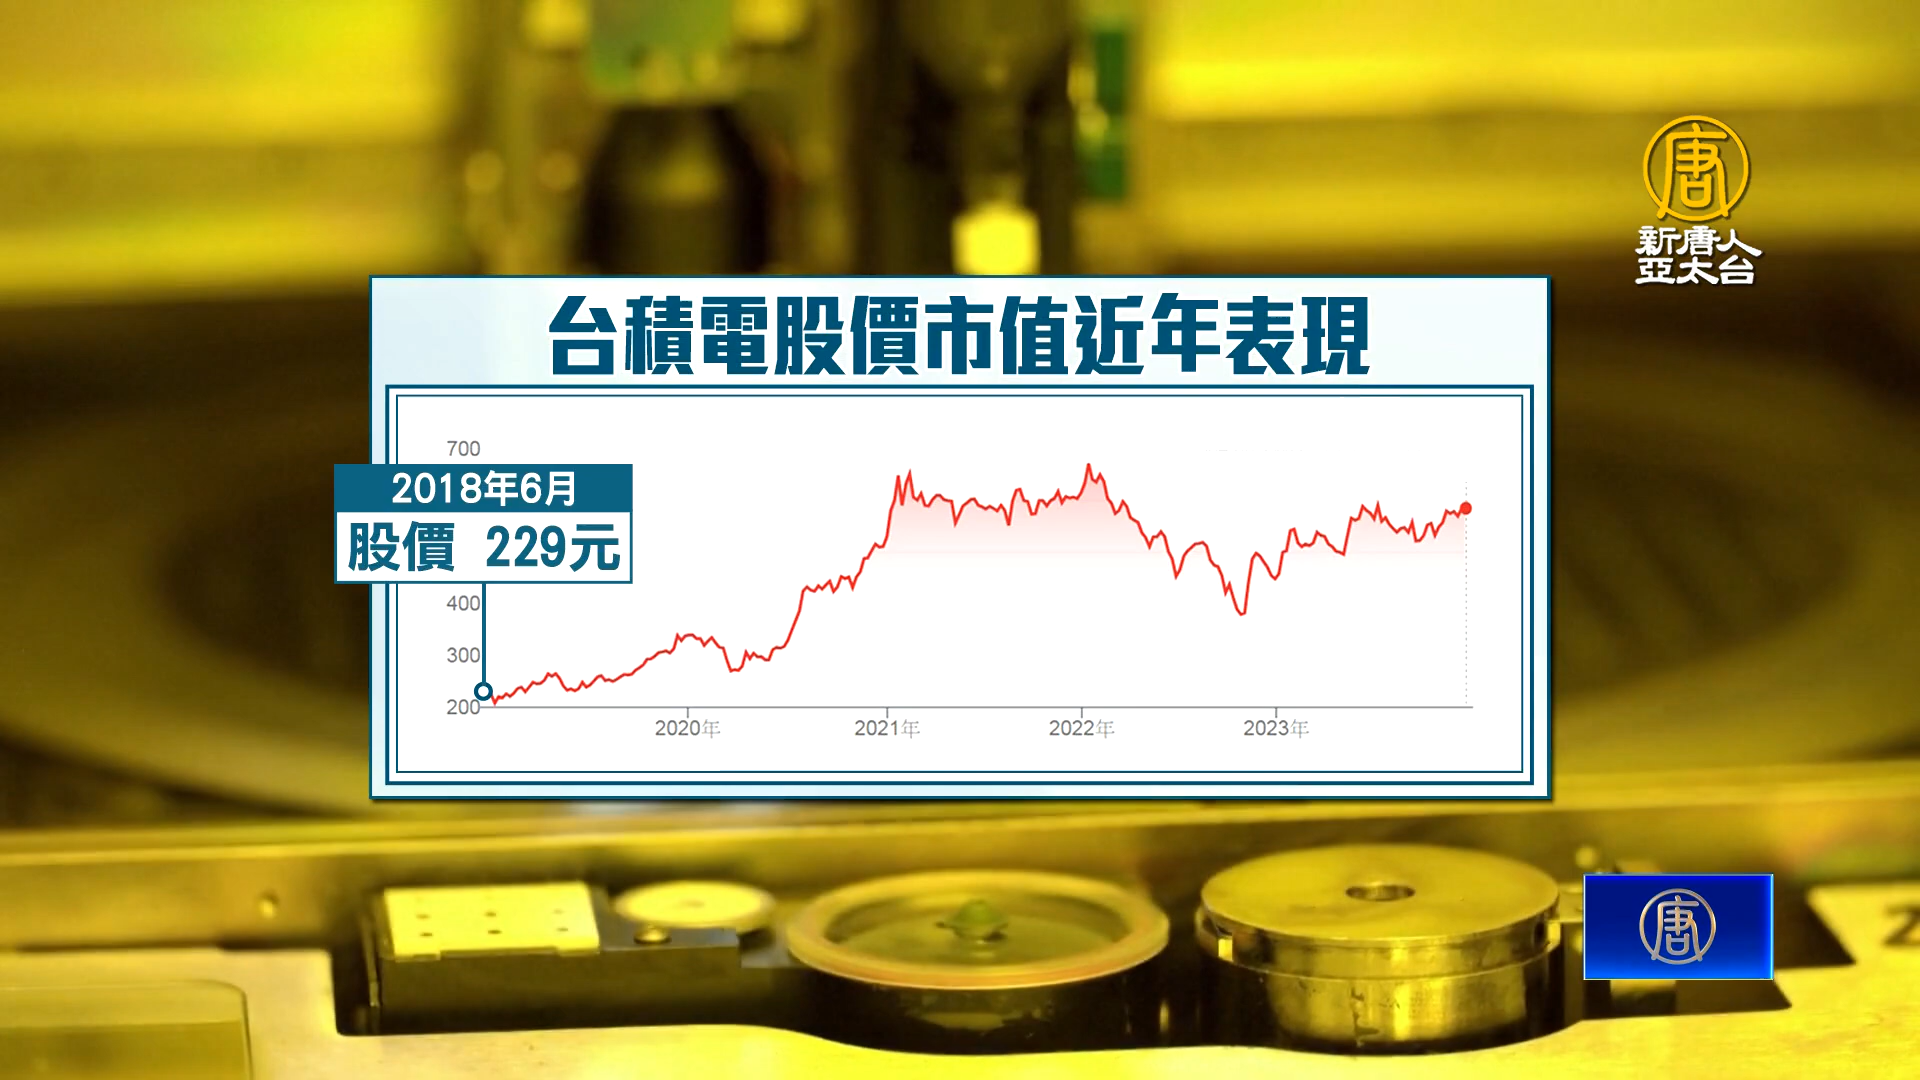 唐
新唐人
亞太台
台積電股價市值近年表現
700
2018年6月
股價 229元
400
300
200
2020年
2021年
2022年
2023年
唐